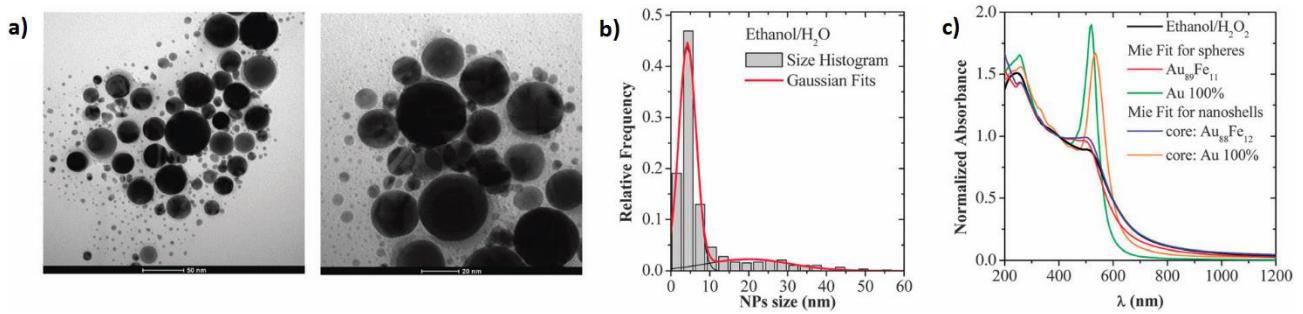 a)
50 nm
20 nm
b)
0.5
0.4
0.3
0.2
0.1
0.0
Relative Frequency
Ethanol/H₂O
Size Histogram
Gaussian Fits
0 10 20 30 40 50 60
NPs size (nm)
c)
2.0
1.5
1.0
0.5
0.0
Normalized Absorbance
Ethanol/H₂O₂
Mie Fit for spheres
Au₈₉Fe₁₁
Au 100%
Mie Fit for nanoshells
core: Au₈₈Fe₁₂
core: Au 100%
200 400 600 800 1000 1200
λ (nm)